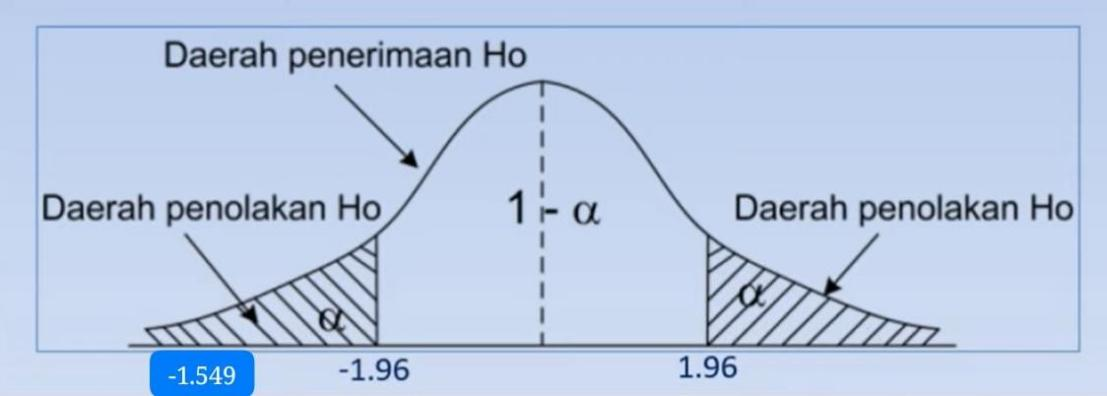 Daerah penerimaan Ho
Daerah penolakan Ho
1 - α
Daerah penolakan Ho
α
α
-1.549
-1.96
1.96